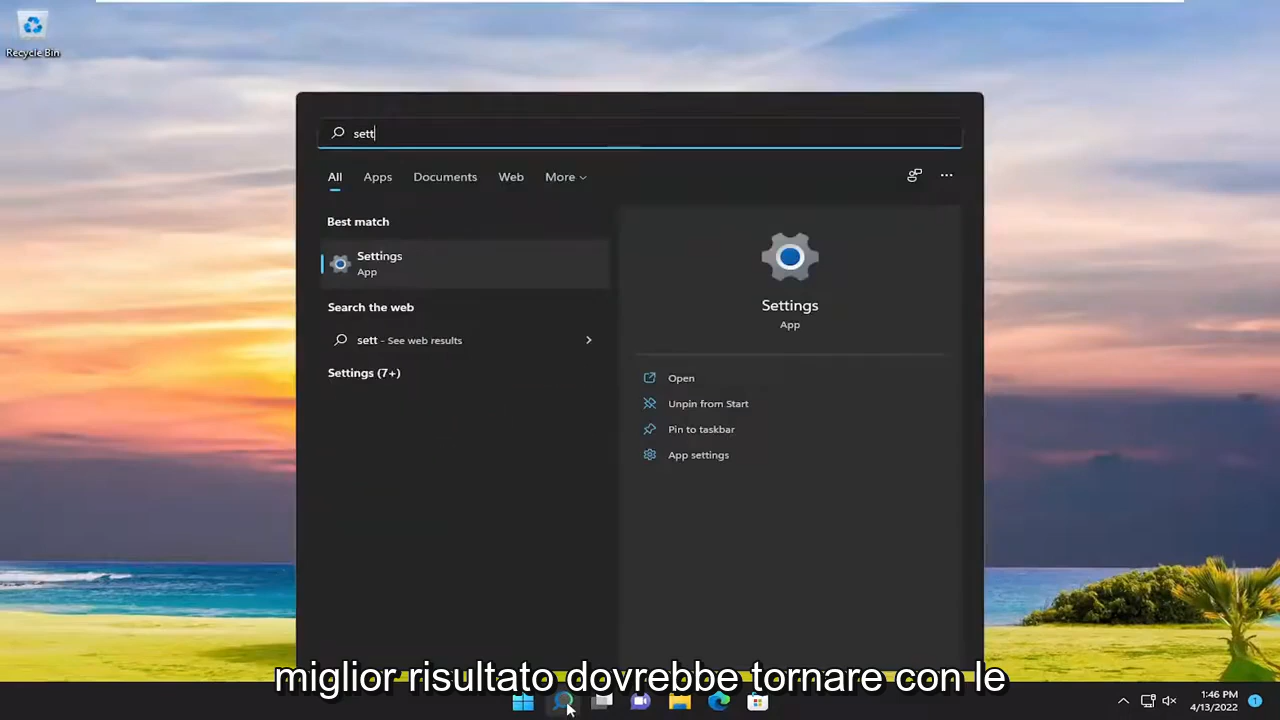 Recycle Bin
sett
All Apps Documents Web More
Best match
Settings
App
Search the web
sett - See web results
Settings (7+)
Settings
App
Open
Unpin from Start
Pin to taskbar
App settings
miglior risultato dovrebbe tornare con le
1:46 PM
4/13/2022
1